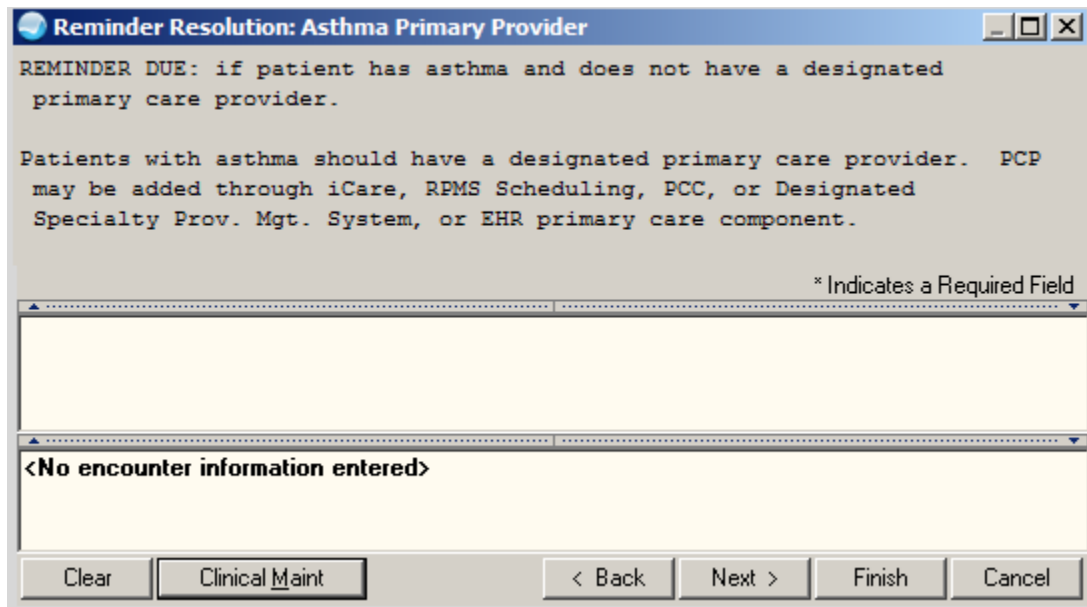 Reminder Resolution: Asthma Primary Provider
REMINDER DUE: if patient has asthma and does not have a designated
primary care provider.
Patients with asthma should have a designated primary care provider.  PCP
may be added through iCare, RPMS Scheduling, PCC, or Designated
Specialty Prov. Mgt. System, or EHR primary care component.
* Indicates a Required Field
<No encounter information entered>
Clear Clinical Maint < Back Next > Finish Cancel